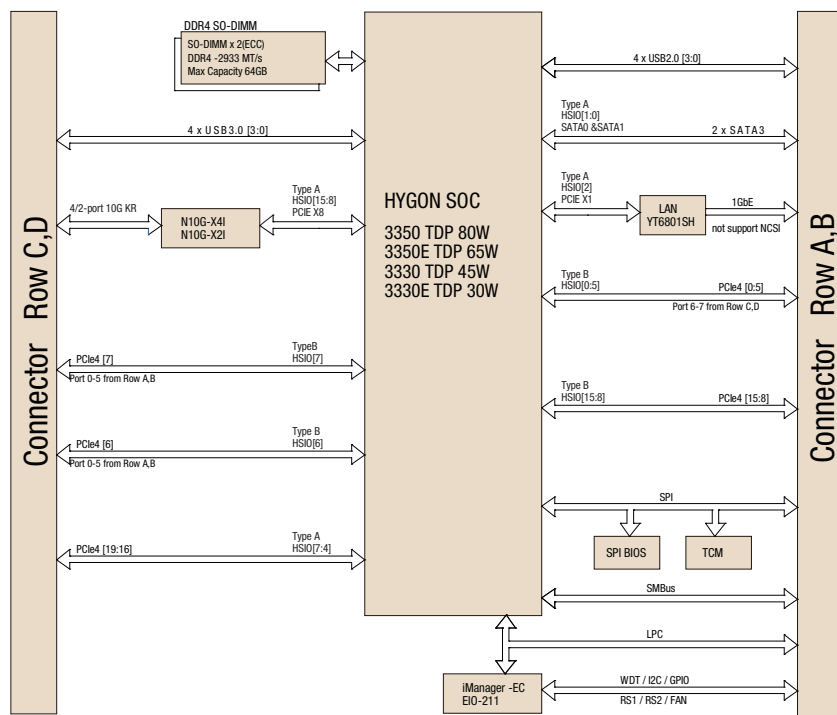 DDR4 SO-DIMM
SO-DIMM x 2(ECC)
DDR4 -2933 MT/s
Max Capacity 64GB
4 x USB3.0 [3:0]
4/2-port 10G KR
N10G-X4I
N10G-X2I
Type A
HSIO[15:8]
PCIE X8
PCIe4 [7]
Port 0-5 from Row A,B
TypeB
HSIO[7]
PCIe4 [6]
Port 0-5 from Row A,B
Type B
HSIO[6]
PCIe4 [19:16]
Type A
HSIO[7:4]
Connector Row C,D
HYGON SOC
3350 TDP 80W
3350E TDP 65W
3330 TDP 45W
3330E TDP 30W
4 x USB2.0 [3:0]
Type A
HSIO[1:0]
SATA0 &SATA1
2 x SATA3
Type A
HSIO[2]
PCIE X1
LAN
YT6801SH
1GbE
not support NCSI
Type B
HSIO[0:5]
PCIe4 [0:5]
Port 6-7 from Row C,D
Type B
HSIO[15:8]
PCIe4 [15:8]
SPI
SPI BIOS
TCM
SMBus
LPC
iManager -EC
EIO-211
WDT / I2C / GPIO
RS1 / RS2 / FAN
Connector Row A,B